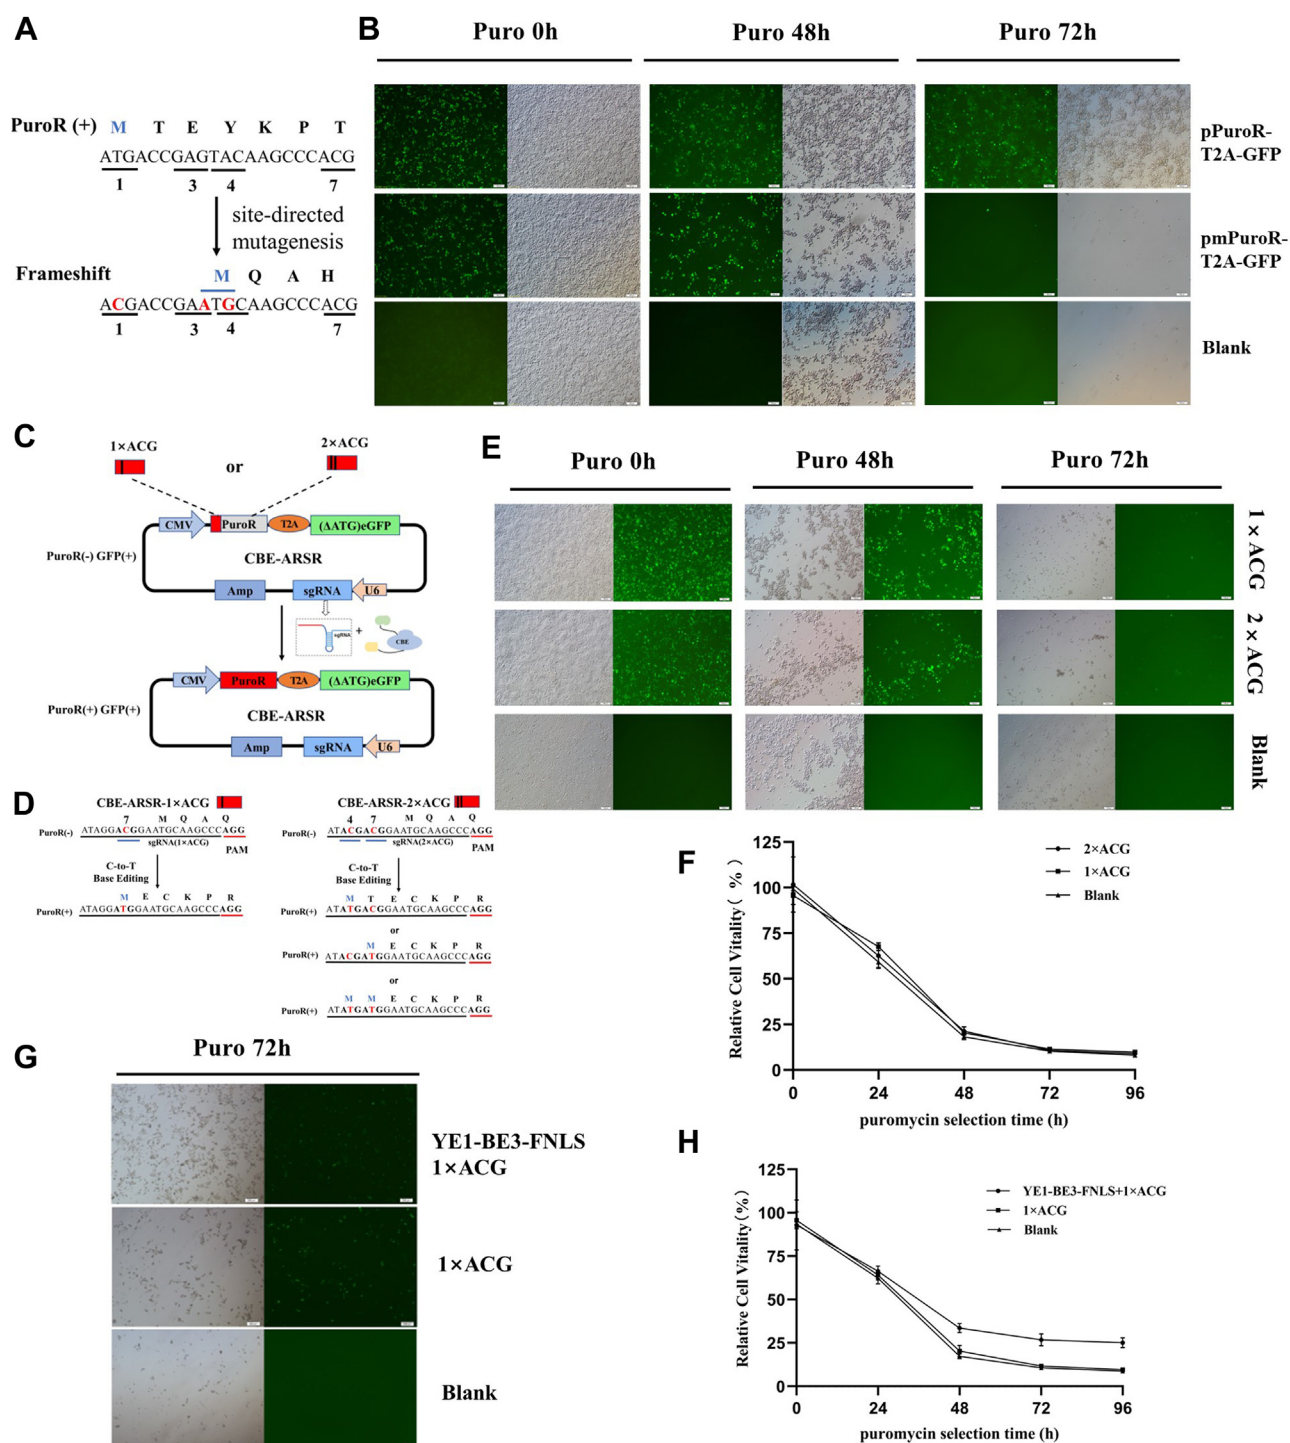 A
PuroR (+) M T E Y K P T
ATGACCGAGTACAAGCCCACG
1 3 4 7
site-directed
mutagenesis
Frameshift M Q A H
ACGACCGAATGCAAGCCCACG
1 3 4 7
B
Puro 0h Puro 48h Puro 72h
pPuroR-
T2A-GFP
pmPuroR-
T2A-GFP
Blank
C
1×ACG or 2×ACG
CMV PuroR T2A (ΔATG)eGFP
PuroR(-) GFP(+)
CBE-ARSR
Amp sgRNA U6
sgRNA + CBE
CMV PuroR T2A (ΔATG)eGFP
PuroR(+) GFP(+)
CBE-ARSR
Amp sgRNA U6
D
CBE-ARSR-1×ACG
7 M Q A Q
PuroR(-) ATAGGACGGAATGCAAGCCCAGG
sgRNA(1×ACG) PAM
C-to-T
Base Editing
M E C K P R
PuroR(+) ATAGGATGGAATGCAAGCCCAGG
CBE-ARSR-2×ACG
4 7 M Q A Q
PuroR(-) ATACGACGGAATGCAAGCCCAGG
sgRNA(2×ACG) PAM
C-to-T
Base Editing
M T E C K P R
PuroR(+) ATATGACGGAATGCAAGCCCAGG
or
M E C K P R
PuroR(+) ATACGATGGAATGCAAGCCCAGG
or
M M E C K P R
PuroR(+) ATATGATGGAATGCAAGCCCAGG
E
Puro 0h Puro 48h Puro 72h
1×ACG
2×ACG
Blank
F
Relative Cell Vitality( %)
125
100
75
50
25
0
0 24 48 72 96
puromycin selection time (h)
2×ACG
1×ACG
Blank
G
Puro 72h
YE1-BE3-FNLS
1×ACG
1×ACG
Blank
H
Relative Cell Vitality(%)
125
100
75
50
25
0
0 24 48 72 96
puromycin selection time (h)
YE1-BE3-FNLS+1×ACG
1×ACG
Blank